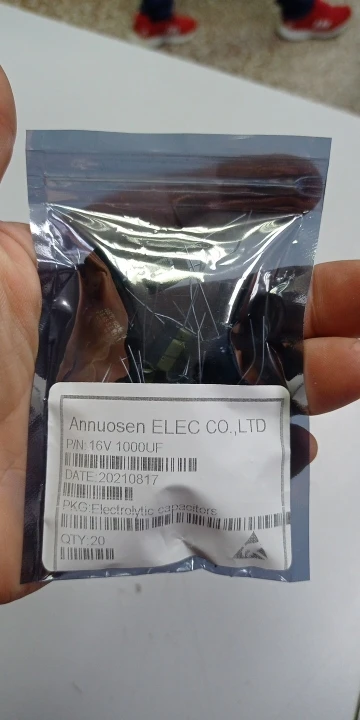 Annuosen ELEC CO.,LTD
P/N:16V 1000UF
DATE:20210817
PKG:Electrolytic capacitors
QTY:20